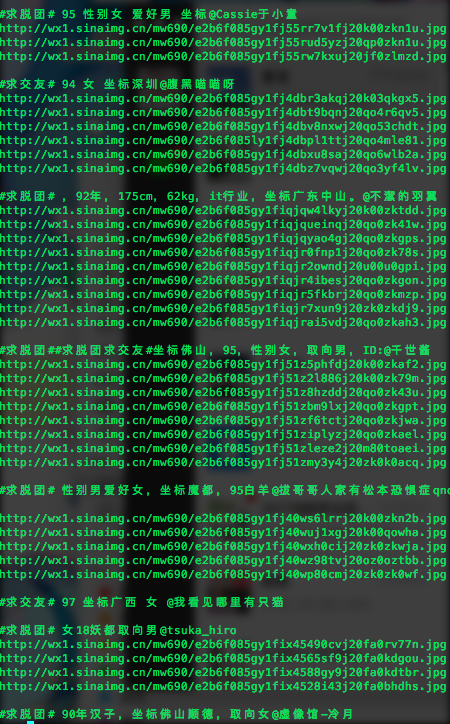 #求脱团# 95 性别女 爱好男 坐标@Cassie于小童
http://wx1.sinaimg.cn/mw690/e2b6f085gy1fj55rr7v1fj20k00zkn1u.jpg
http://wx1.sinaimg.cn/mw690/e2b6f085gy1fj55rud5yzj20qp0zkn1u.jpg
http://wx1.sinaimg.cn/mw690/e2b6f085gy1fj55rw7kxuj20jf0zlmzd.jpg
#求交友# 94 女 坐标深圳@腹黑喵喵呀
http://wx1.sinaimg.cn/mw690/e2b6f085gy1fj4dbr3akqj20k03qkgx5.jpg
http://wx1.sinaimg.cn/mw690/e2b6f085gy1fj4dbt9bqnj20qo4r6qv5.jpg
http://wx1.sinaimg.cn/mw690/e2b6f085gy1fj4dbv8nxwj20qo53chdt.jpg
http://wx1.sinaimg.cn/mw690/e2b6f085ly1fj4dbpl1ttj20qo4mle81.jpg
http://wx1.sinaimg.cn/mw690/e2b6f085gy1fj4dbxu8saj20qo6wlb2a.jpg
http://wx1.sinaimg.cn/mw690/e2b6f085gy1fj4dbz7vqwj20qo3yf4lv.jpg
#求脱团# , 92年, 175cm, 62kg, it行业, 坐标广东中山。@不潔的羽翼
http://wx1.sinaimg.cn/mw690/e2b6f085gy1fiqjqw4lkyj20k00zktdd.jpg
http://wx1.sinaimg.cn/mw690/e2b6f085gy1fiqjqueinqj20qo0zk41w.jpg
http://wx1.sinaimg.cn/mw690/e2b6f085gy1fiqjqyao4gj20qo0zkgps.jpg
http://wx1.sinaimg.cn/mw690/e2b6f085gy1fiqjr0fnp1j20qo0zk78s.jpg
http://wx1.sinaimg.cn/mw690/e2b6f085gy1fiqjr2owndj20u00u0gpi.jpg
http://wx1.sinaimg.cn/mw690/e2b6f085gy1fiqjr4ibesj20qo0zkgon.jpg
http://wx1.sinaimg.cn/mw690/e2b6f085gy1fiqjr5fkbrj20qo0zkmzp.jpg
http://wx1.sinaimg.cn/mw690/e2b6f085gy1fiqjr7xun9j20zk0zkdj9.jpg
http://wx1.sinaimg.cn/mw690/e2b6f085gy1fiqjrai5vdj20qo0zkah3.jpg
#求脱团##求脱团求交友#坐标佛山, 95, 性别女, 取向男, ID:@千世酱
http://wx1.sinaimg.cn/mw690/e2b6f085gy1fj51z5phfdj20k00zkaf2.jpg
http://wx1.sinaimg.cn/mw690/e2b6f085gy1fj51z2l886j20k00zk79m.jpg
http://wx1.sinaimg.cn/mw690/e2b6f085gy1fj51z8hzddj20qo0zk43u.jpg
http://wx1.sinaimg.cn/mw690/e2b6f085gy1fj51zbm9lxj20qo0zkgpt.jpg
http://wx1.sinaimg.cn/mw690/e2b6f085gy1fj51zf6tctj20qo0zkjwa.jpg
http://wx1.sinaimg.cn/mw690/e2b6f085gy1fj51ziplyzj20qo0zkael.jpg
http://wx1.sinaimg.cn/mw690/e2b6f085gy1fj51zleze2j20m80toaei.jpg
http://wx1.sinaimg.cn/mw690/e2b6f085gy1fj51zmy3y4j20zk0k0acq.jpg
#求脱团# 性别男爱好女, 坐标魔都, 95白羊@拔哥哥人家有松本恐惧症qnq
http://wx1.sinaimg.cn/mw690/e2b6f085gy1fj40ws6lrrj20k00zkn2b.jpg
http://wx1.sinaimg.cn/mw690/e2b6f085gy1fj40wuj1xgj20k00qowha.jpg
http://wx1.sinaimg.cn/mw690/e2b6f085gy1fj40wxh0cij20zk0zkwja.jpg
http://wx1.sinaimg.cn/mw690/e2b6f085gy1fj40wz98tvj20oz0oztbb.jpg
http://wx1.sinaimg.cn/mw690/e2b6f085gy1fj40wp80cmj20zk0zk0wf.jpg
#求交友# 97 坐标广西 女 @我看见哪里有只猫
#求脱团# 女18妖都取向男@tsuka_hiro
http://wx1.sinaimg.cn/mw690/e2b6f085gy1fix45490cvj20fa0rv77n.jpg
http://wx1.sinaimg.cn/mw690/e2b6f085gy1fix4565sf9j20fa0kdgou.jpg
http://wx1.sinaimg.cn/mw690/e2b6f085gy1fix4588gy9j20fa0kdtbr.jpg
http://wx1.sinaimg.cn/mw690/e2b6f085gy1fix4528i43j20fa0bhdhs.jpg
#求脱团# 90年汉子, 坐标佛山顺德, 取向女@虚像馆-冷月